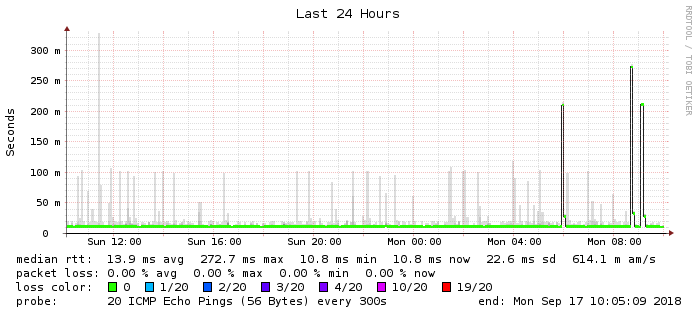 Last 24 Hours
RRDTOOL / TOBI OETIKER
Seconds
300 m
250 m
200 m
150 m
100 m
50 m
0
Sun 12:00 Sun 16:00 Sun 20:00 Mon 00:00 Mon 04:00 Mon 08:00
median rtt: 13.9 ms avg 272.7 ms max 10.8 ms min 10.8 ms now 22.6 ms sd 614.1 m am/s
packet loss: 0.00 % avg 0.00 % max 0.00 % min 0.00 % now
loss color: 0 1/20 2/20 3/20 4/20 10/20 19/20
probe: 20 ICMP Echo Pings (56 Bytes) every 300s end: Mon Sep 17 10:05:09 2018